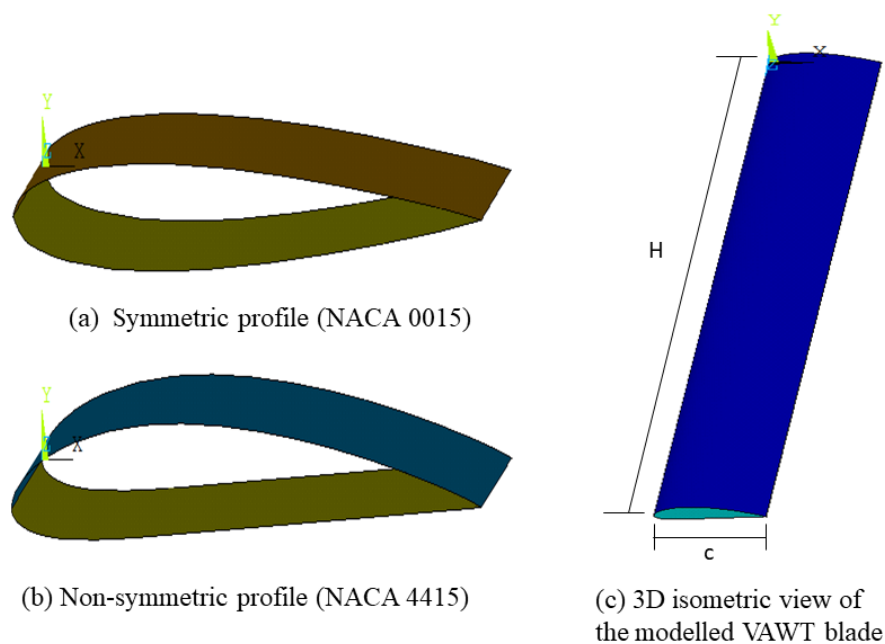 Y
X
(a) Symmetric profile (NACA 0015)
Y
X
(b) Non-symmetric profile (NACA 4415)
Y
X
H
c
(c) 3D isometric view of
the modelled VAWT blade